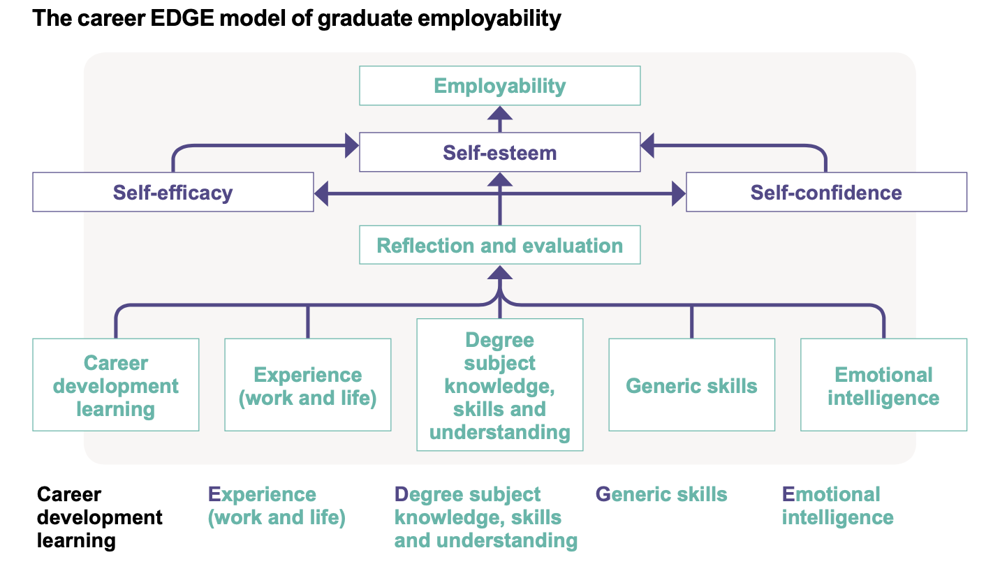 The career EDGE model of graduate employability
Employability
Self-esteem
Self-efficacy
Self-confidence
Reflection and evaluation
Career
development
learning
Experience
(work and life)
Degree
subject
knowledge,
skills and
understanding
Generic skills
Emotional
intelligence
Career
development
learning
Experience
(work and life)
Degree subject
knowledge, skills
and understanding
Generic skills
Emotional
intelligence